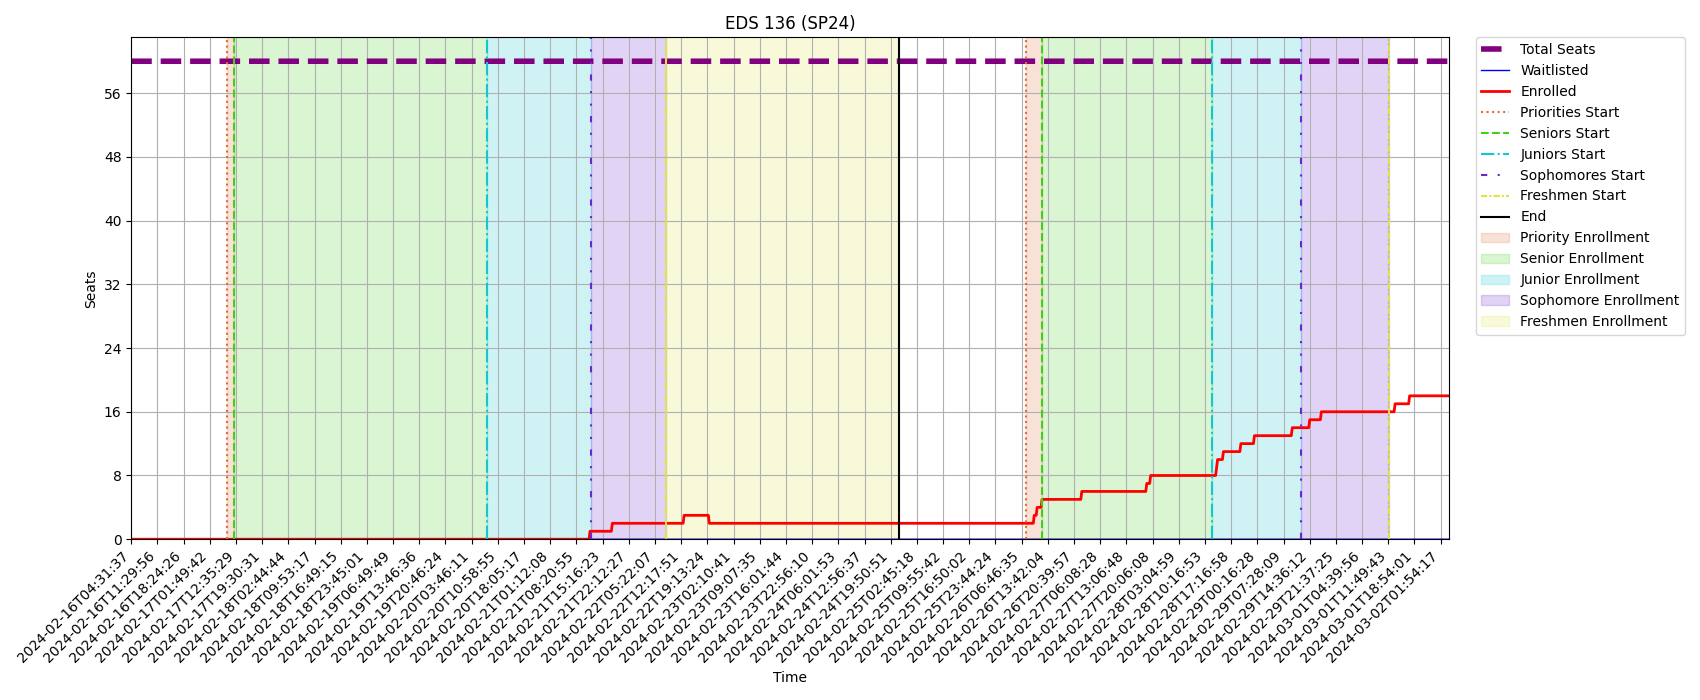 EDS 136 (SP24)
Total Seats
Waitlisted
Enrolled
Priorities Start
Seniors Start
Juniors Start
Sophomores Start
Freshmen Start
End
Priority Enrollment
Senior Enrollment
Junior Enrollment
Sophomore Enrollment
Freshmen Enrollment
Seats
56
48
40
32
24
16
8
0
2024-02-16T04:31:37
2024-02-16T11:29:56
2024-02-16T18:24:26
2024-02-17T01:49:42
2024-02-17T12:35:29
2024-02-17T19:30:31
2024-02-18T02:44:44
2024-02-18T09:53:17
2024-02-18T16:49:15
2024-02-18T23:45:01
2024-02-19T06:49:49
2024-02-19T13:46:36
2024-02-19T20:46:24
2024-02-20T03:46:11
2024-02-20T10:58:55
2024-02-20T18:05:17
2024-02-21T01:12:08
2024-02-21T08:20:55
2024-02-21T15:16:23
2024-02-21T22:12:27
2024-02-22T05:22:07
2024-02-22T12:17:51
2024-02-22T19:13:24
2024-02-23T02:10:41
2024-02-23T09:07:35
2024-02-23T16:01:44
2024-02-23T22:56:10
2024-02-24T06:01:53
2024-02-24T12:56:37
2024-02-24T19:50:51
2024-02-25T02:45:18
2024-02-25T09:55:42
2024-02-25T16:50:02
2024-02-25T23:44:24
2024-02-26T06:46:35
2024-02-26T13:42:04
2024-02-26T20:39:57
2024-02-27T06:08:28
2024-02-27T13:06:48
2024-02-27T20:06:08
2024-02-28T03:04:59
2024-02-28T10:16:53
2024-02-28T17:16:58
2024-02-29T00:16:28
2024-02-29T07:28:09
2024-02-29T14:36:12
2024-02-29T21:37:25
2024-03-01T04:39:56
2024-03-01T11:49:43
2024-03-01T18:54:01
2024-03-02T01:54:17
Time